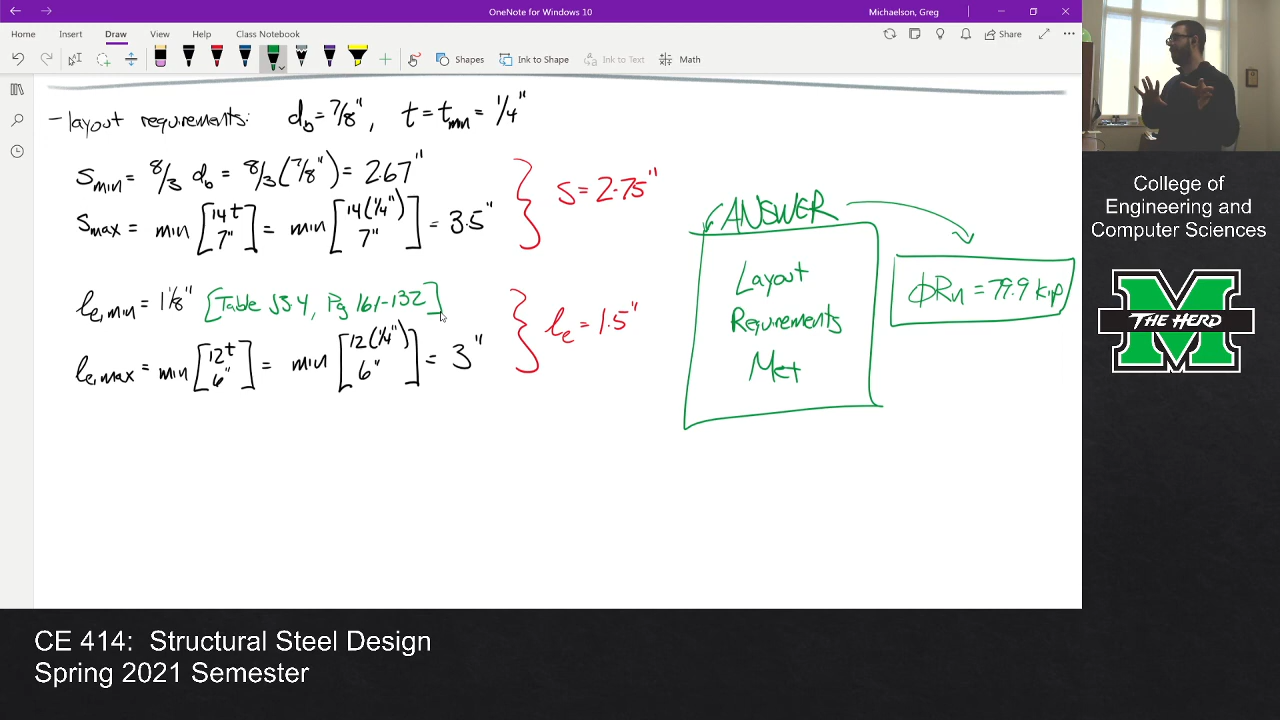 OneNote for Windows 10
Michaelson, Greg
Home Insert Draw View Help Class Notebook
Share
Shapes Ink to Shape Ink to Text Math
- layout requirements: d_b = 7/8", t = t_min = 1/4"
s_min = 8/3 d_b = 8/3 (7/8") = 2.67"
s_max = min [14t 7"] = min [14(1/4") 7"] = 3.5"
} s = 2.75"
l_e,min = 1 1/8" [Table J3.4, Pg 16.1-132]
l_e,max = min [12t 6"] = min [12(1/4") 6"] = 3"
} l_e = 1.5"
ANSWER
Layout
Requirements
Met
ϕRn = 79.9 kip
College of
Engineering and
Computer Sciences
M
THE HERD
CE 414: Structural Steel Design
Spring 2021 Semester